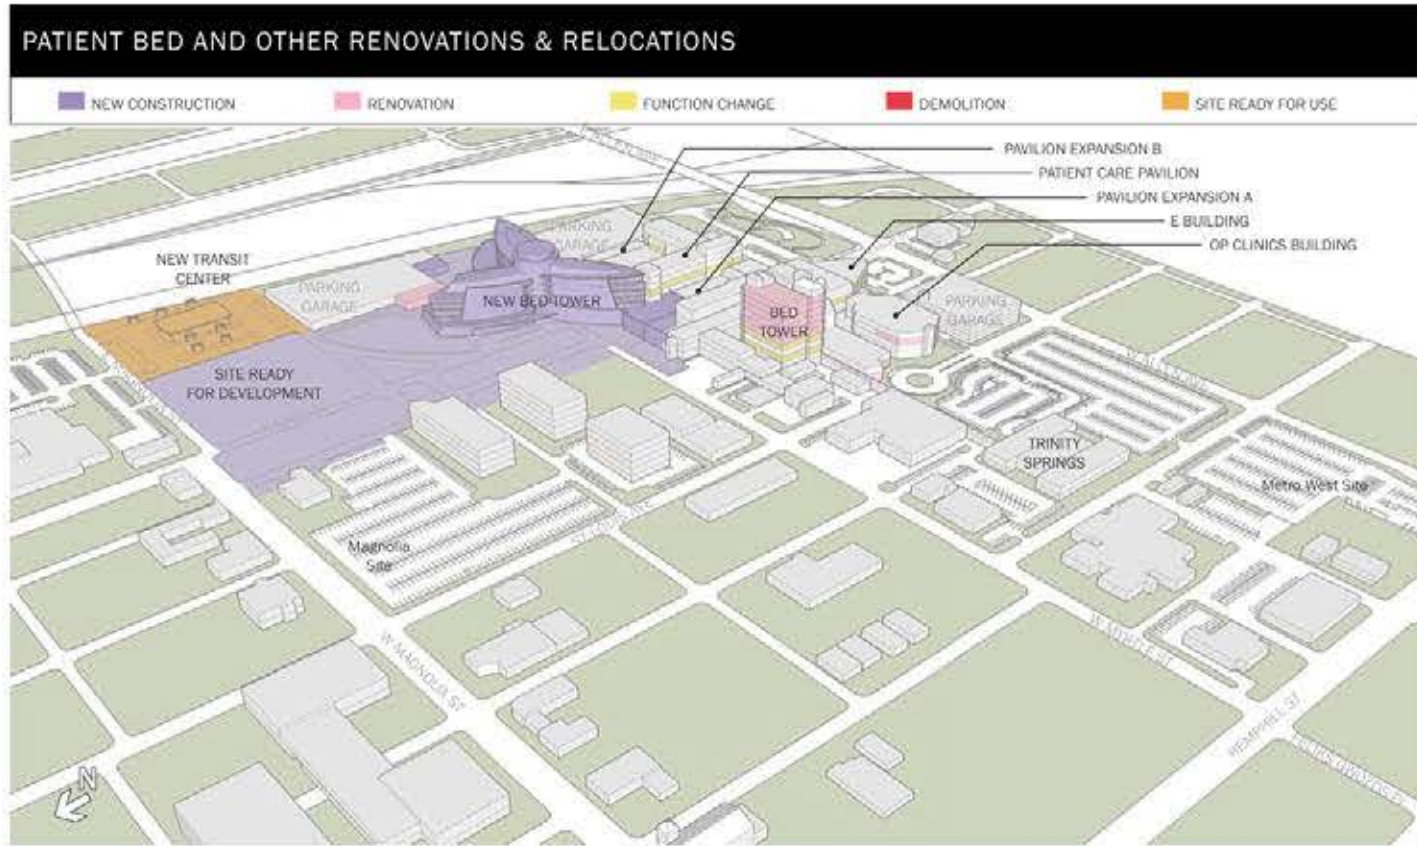 PATIENT BED AND OTHER RENOVATIONS & RELOCATIONS
NEW CONSTRUCTION
RENOVATION
FUNCTION CHANGE
DEMOLITION
SITE READY FOR USE
PAVILION EXPANSION B
PATIENT CARE PAVILION
PAVILION EXPANSION A
E BUILDING
OP CLINICS BUILDING
PARKING
GARAGE
NEW TRANSIT
CENTER
PARKING
GARAGE
NEW BED TOWER
BED
TOWER
PARKING
GARAGE
SITE READY
FOR DEVELOPMENT
TRINITY
SPRINGS
Metro West Site
Magnolia
Site
W MAGNOLIA ST
HEMPHILL ST
N